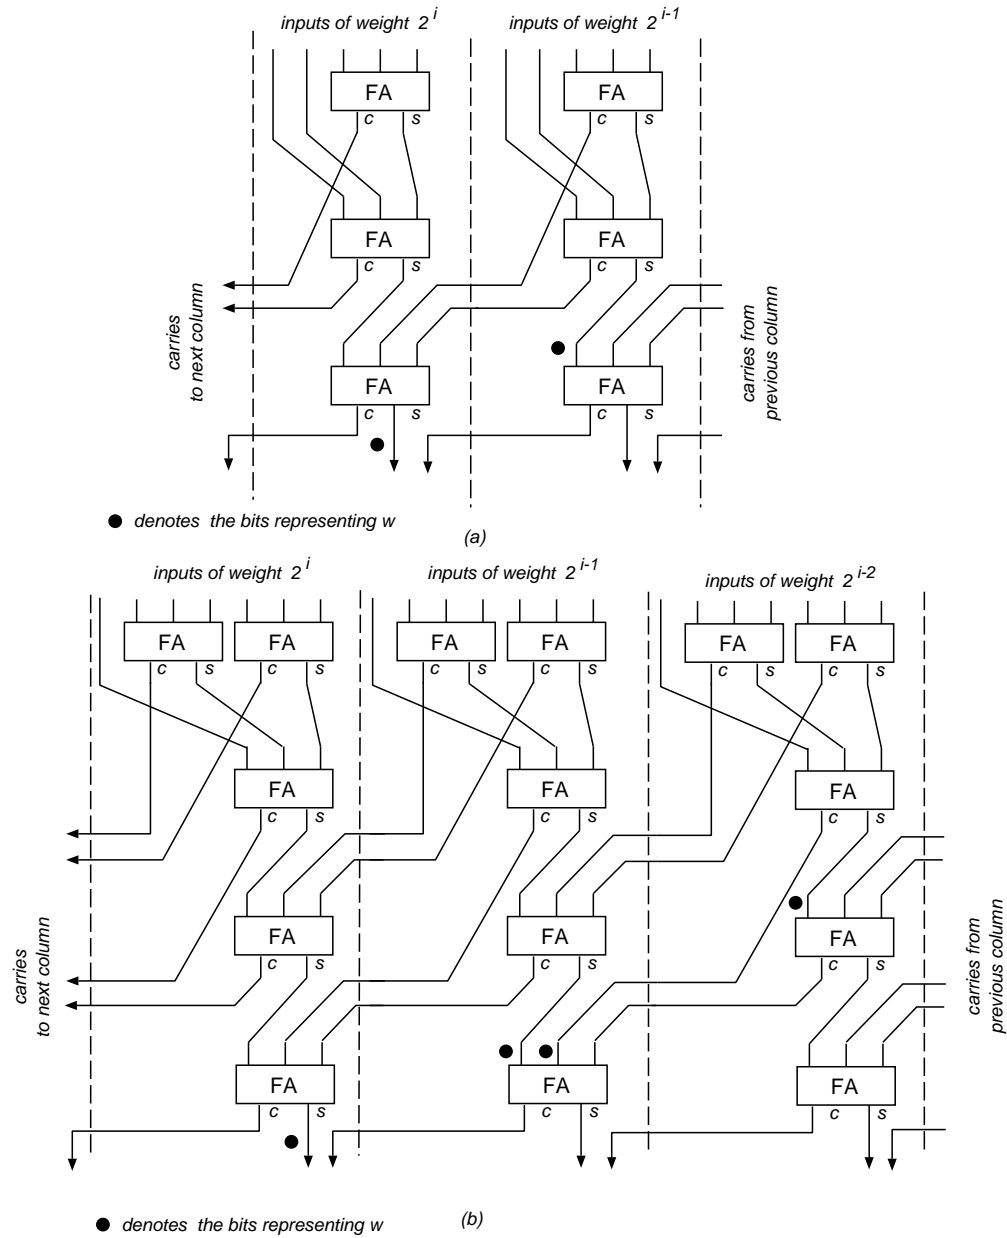 inputs of weight 2^i inputs of weight 2^i-1
FA FA
c s c s
FA FA
c s c s
carries
to next column
carries from
previous column
FA FA
c s c s
● denotes the bits representing w
(a)
inputs of weight 2^i inputs of weight 2^i-1 inputs of weight 2^i-2
FA FA FA FA FA FA
c s c s c s c s c s c s
FA FA FA
c s c s c s
carries
to next column
carries from
previous column
FA FA FA
c s c s c s
FA FA FA
c s c s c s
● denotes the bits representing w
(b)